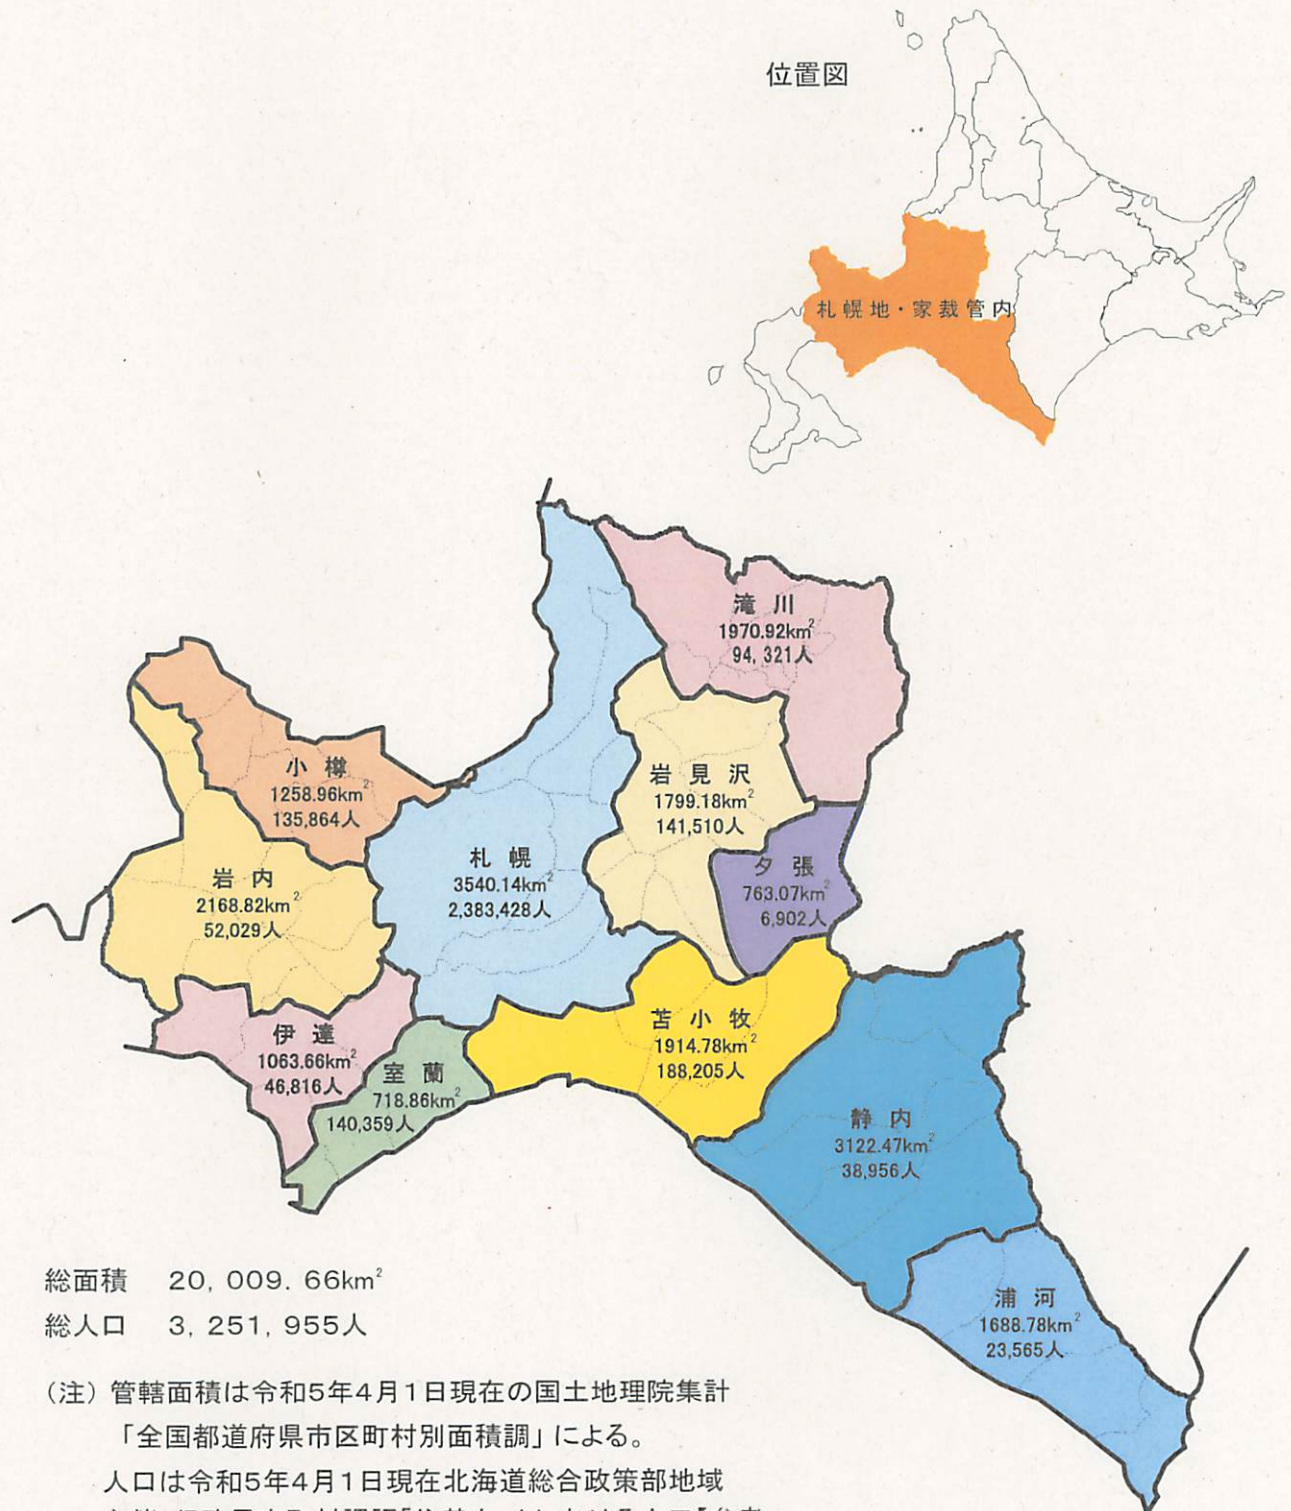 位置図
札幌地・家裁管内
滝川
1970.92km²
94,321人
小樽
1258.96km²
135,864人
岩見沢
1799.18km²
141,510人
札幌
3540.14km²
2,383,428人
夕張
763.07km²
6,902人
岩内
2168.82km²
52,029人
苫小牧
1914.78km²
188,205人
伊達
1063.66km²
46,816人
室蘭
718.86km²
140,359人
静内
3122.47km²
38,956人
浦河
1688.78km²
23,565人
総面積 20,009.66km²
総人口 3,251,955人
(注) 管轄面積は令和5年4月1日現在の国土地理院集計
「全国都道府県市区町村別面積調」による。
人口は令和5年4月1日現在北海道総合政策部地域